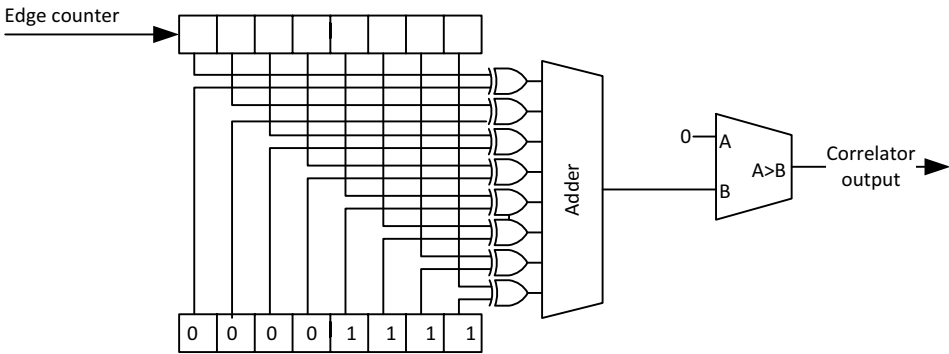 Edge counter
0
A
A>B
B
Correlator
output
Adder
0 0 0 0 1 1 1 1